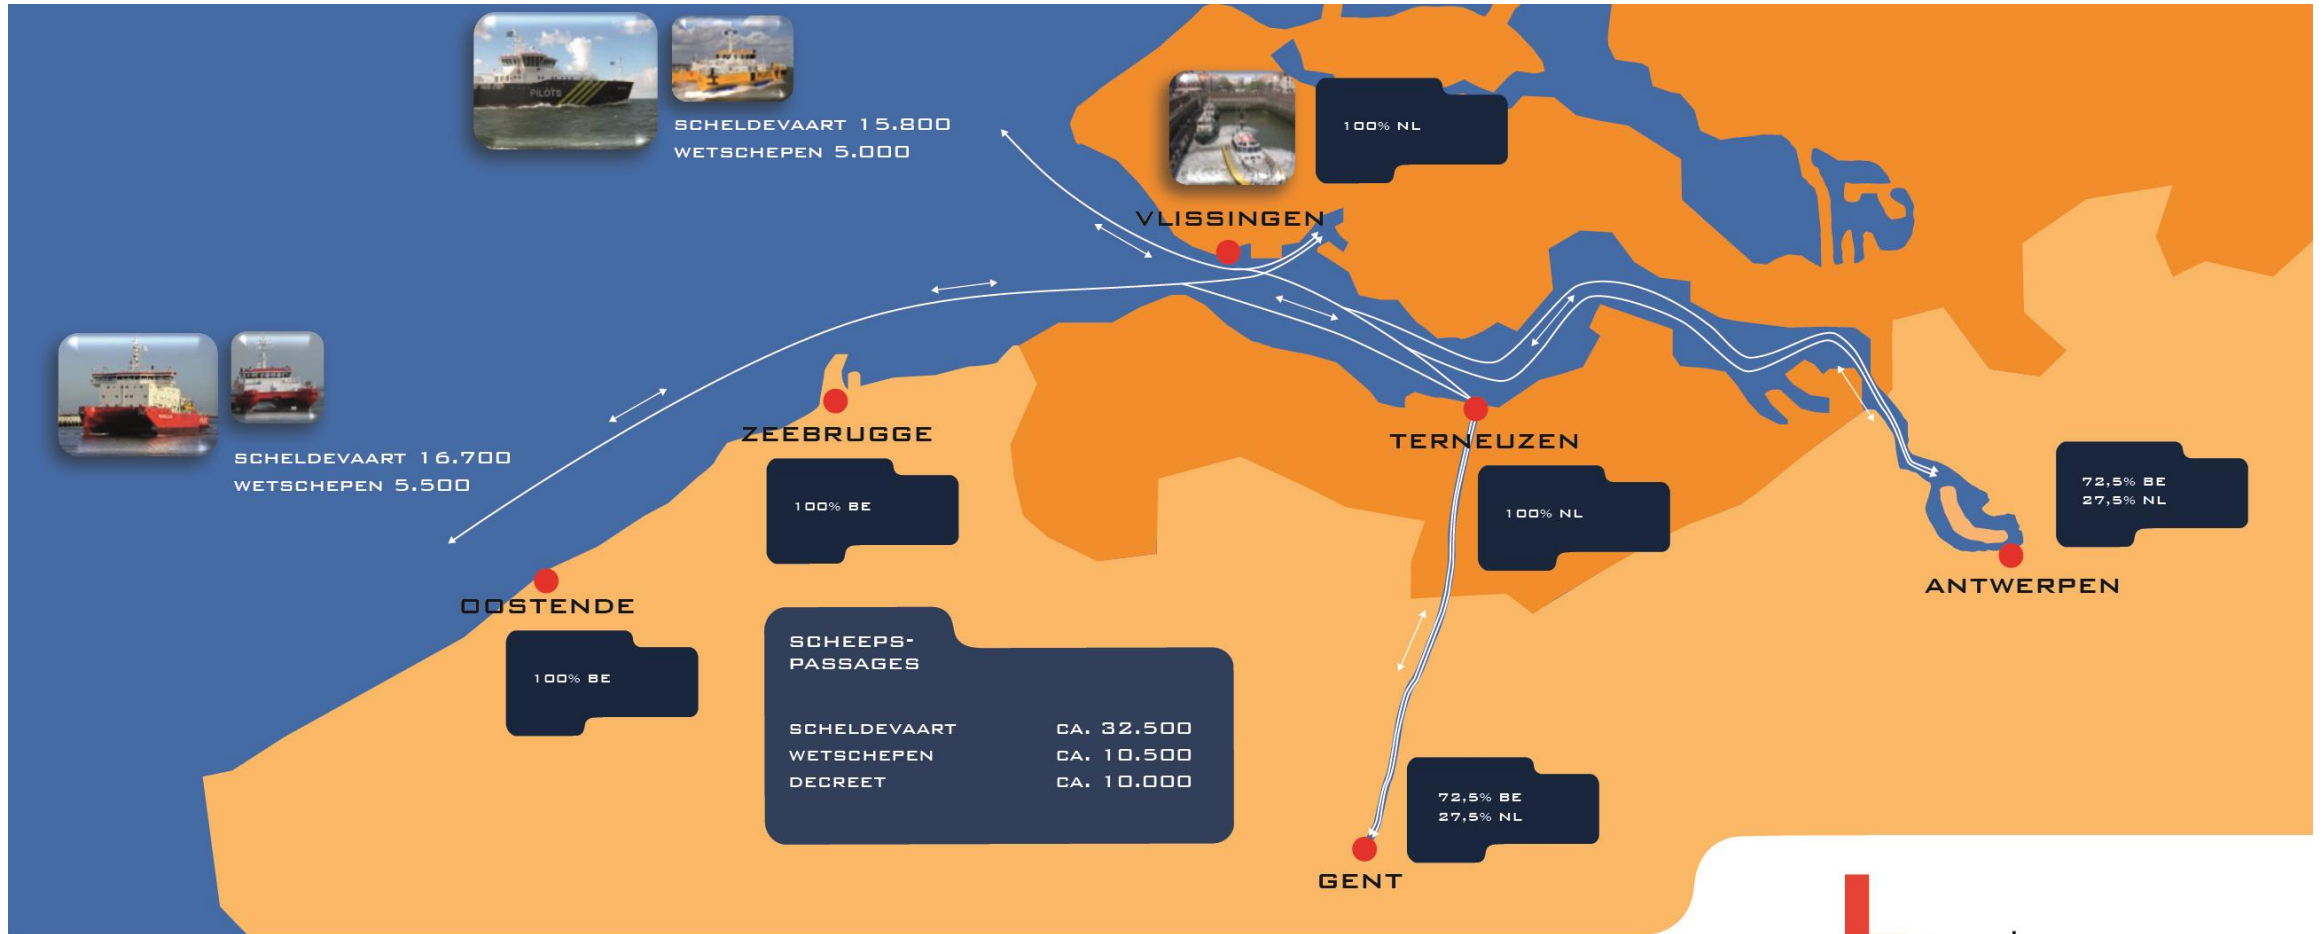 PILOTS
SCHELDEVAART 15.800
WETSCHEPEN 5.000
100% NL
VLISSINGEN
SCHELDEVAART 16.700
WETSCHEPEN 5.500
ZEEBRUGGE
100% BE
TERNEUZEN
100% NL
72,5% BE
27,5% NL
ANTWERPEN
OOSTENDE
100% BE
SCHEEPS-
PASSAGES
SCHELDEVAART CA. 32.500
WETSCHEPEN CA. 10.500
DECREET CA. 10.000
72,5% BE
27,5% NL
GENT